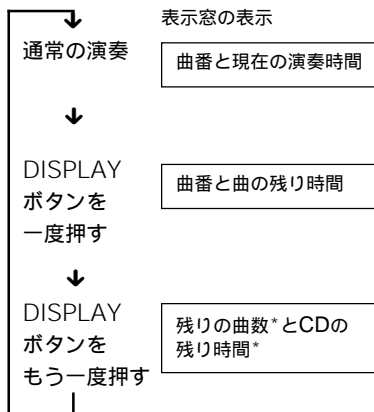 表示窓の表示
通常の演奏
曲番と現在の演奏時間
DISPLAY
ボタンを
一度押す
曲番と曲の残り時間
DISPLAY
ボタンを
もう一度押す
残りの曲数*とCDの
残り時間*